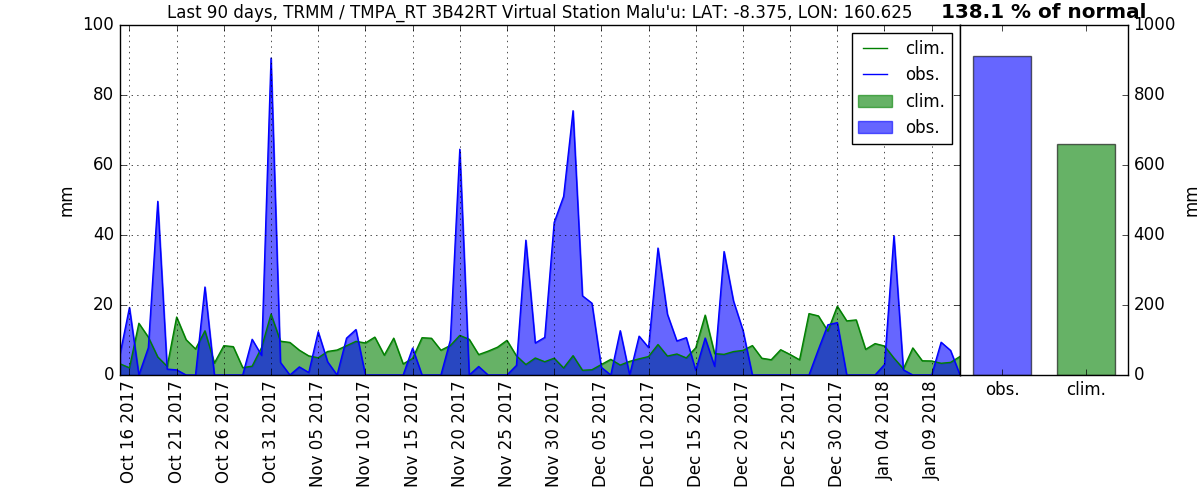 Last 90 days, TRMM / TMPA_RT 3B42RT Virtual Station Malu'u: LAT: -8.375, LON: 160.625
138.1 % of normal
100
80
60
40
20
0
mm
clim.
obs.
clim.
obs.
1000
800
600
400
200
0
mm
obs.
clim.
Oct 16 2017
Oct 21 2017
Oct 26 2017
Oct 31 2017
Nov 05 2017
Nov 10 2017
Nov 15 2017
Nov 20 2017
Nov 25 2017
Nov 30 2017
Dec 05 2017
Dec 10 2017
Dec 15 2017
Dec 20 2017
Dec 25 2017
Dec 30 2017
Jan 04 2018
Jan 09 2018